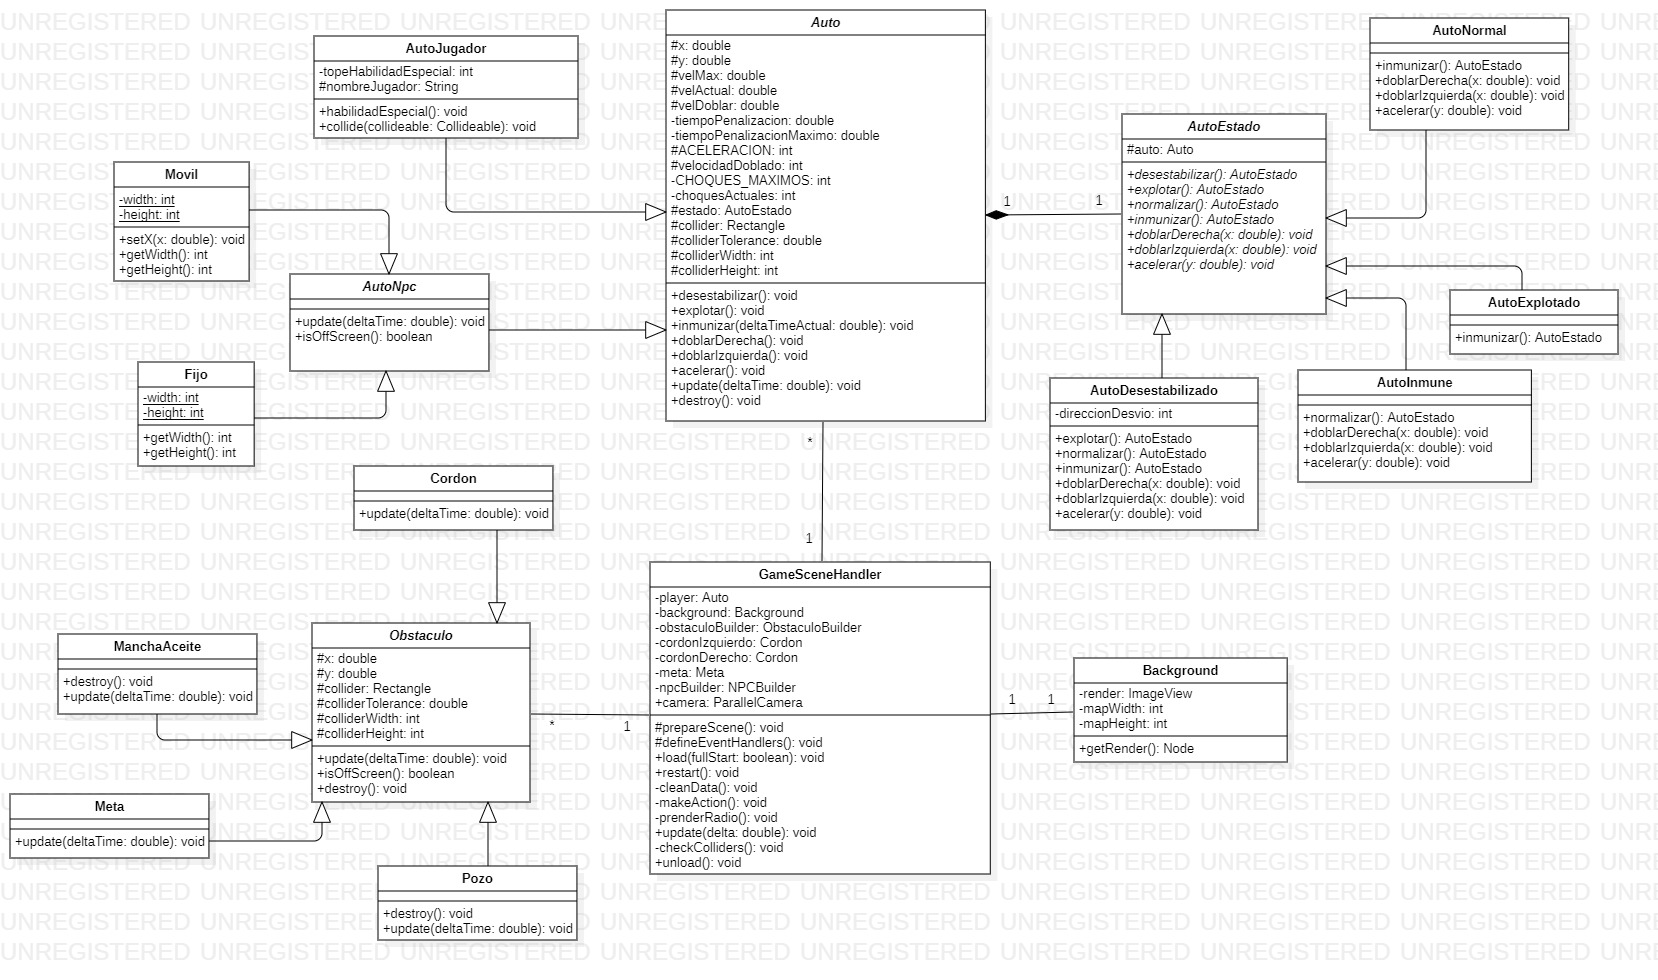 Auto
#x: double
#y: double
#velMax: double
#velActual: double
#velDoblar: double
-tiempoPenalizacion: double
-tiempoPenalizacionMaximo: double
#ACELERACION: int
#velocidadDoblado: int
-CHOQUES_MAXIMOS: int
-choquesActuales: int
#estado: AutoEstado
#collider: Rectangle
#colliderTolerance: double
#colliderWidth: int
#colliderHeight: int
+desestabilizar(): void
+explotar(): void
+inmunizar(deltaTimeActual: double): void
+doblarDerecha(): void
+doblarIzquierda(): void
+acelerar(): void
+update(deltaTime: double): void
+destroy(): void
AutoJugador
-topeHabilidadEspecial: int
#nombreJugador: String
+habilidadEspecial(): void
+collide(collideable: Collideable): void
Movil
-width: int
-height: int
+setX(x: double): void
+getWidth(): int
+getHeight(): int
AutoNpc
+update(deltaTime: double): void
+isOffScreen(): boolean
Fijo
-width: int
-height: int
+getWidth(): int
+getHeight(): int
1
1
AutoEstado
#auto: Auto
+desestabilizar(): AutoEstado
+explotar(): AutoEstado
+normalizar(): AutoEstado
+inmunizar(): AutoEstado
+doblarDerecha(x: double): void
+doblarIzquierda(x: double): void
+acelerar(y: double): void
AutoNormal
+inmunizar(): AutoEstado
+doblarDerecha(x: double): void
+doblarIzquierda(x: double): void
+acelerar(y: double): void
AutoExplotado
+inmunizar(): AutoEstado
AutoInmune
+normalizar(): AutoEstado
+doblarDerecha(x: double): void
+doblarIzquierda(x: double): void
+acelerar(y: double): void
AutoDesestabilizado
-direccionDesvio: int
+explotar(): AutoEstado
+normalizar(): AutoEstado
+inmunizar(): AutoEstado
+doblarDerecha(x: double): void
+doblarIzquierda(x: double): void
+acelerar(y: double): void
*
1
Cordon
+update(deltaTime: double): void
GameSceneHandler
-player: Auto
-background: Background
-obstaculoBuilder: ObstaculoBuilder
-cordonIzquierdo: Cordon
-cordonDerecho: Cordon
-meta: Meta
-npcBuilder: NPCBuilder
+camera: ParallelCamera
#prepareScene(): void
#defineEventHandlers(): void
+load(fullStart: boolean): void
+restart(): void
-cleanData(): void
-makeAction(): void
-prenderRadio(): void
+update(delta: double): void
-checkColliders(): void
+unload(): void
Obstaculo
#x: double
#y: double
#collider: Rectangle
#colliderTolerance: double
#colliderWidth: int
#colliderHeight: int
+update(deltaTime: double): void
+isOffScreen(): boolean
+destroy(): void
*
1
ManchaAceite
+destroy(): void
+update(deltaTime: double): void
Meta
+update(deltaTime: double): void
Pozo
+destroy(): void
+update(deltaTime: double): void
1
1
Background
-render: ImageView
-mapWidth: int
-mapHeight: int
+getRender(): Node
UNREGISTERED